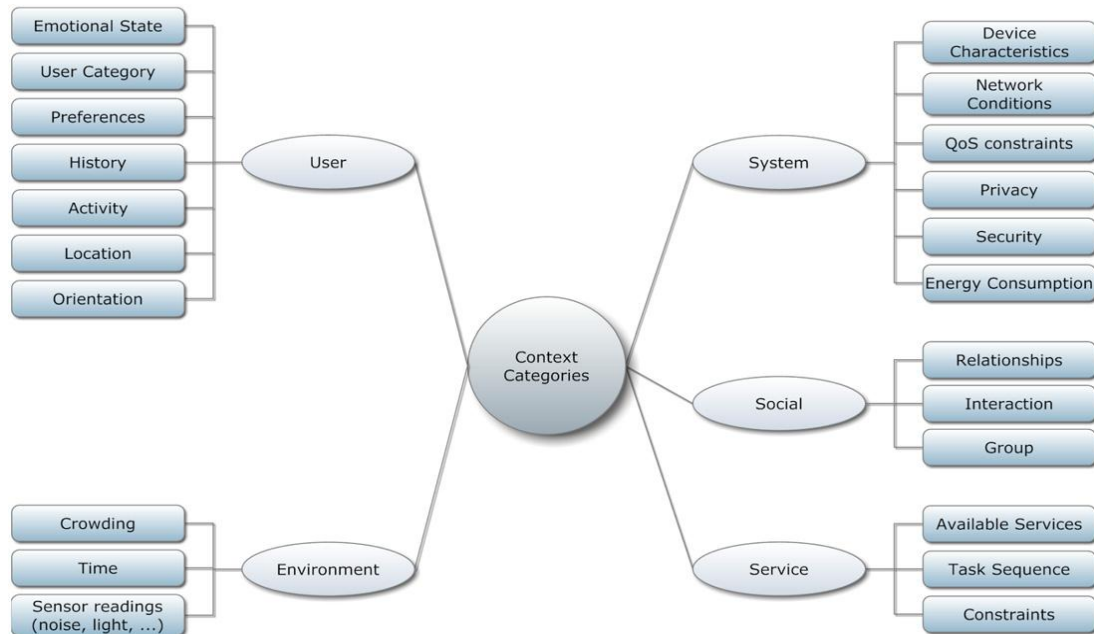 Emotional State
User Category
Preferences
History
Activity
Location
Orientation
User
Crowding
Time
Sensor readings
(noise, light, ...)
Environment
Context
Categories
System
Device
Characteristics
Network
Conditions
QoS constraints
Privacy
Security
Energy Consumption
Social
Relationships
Interaction
Group
Service
Available Services
Task Sequence
Constraints